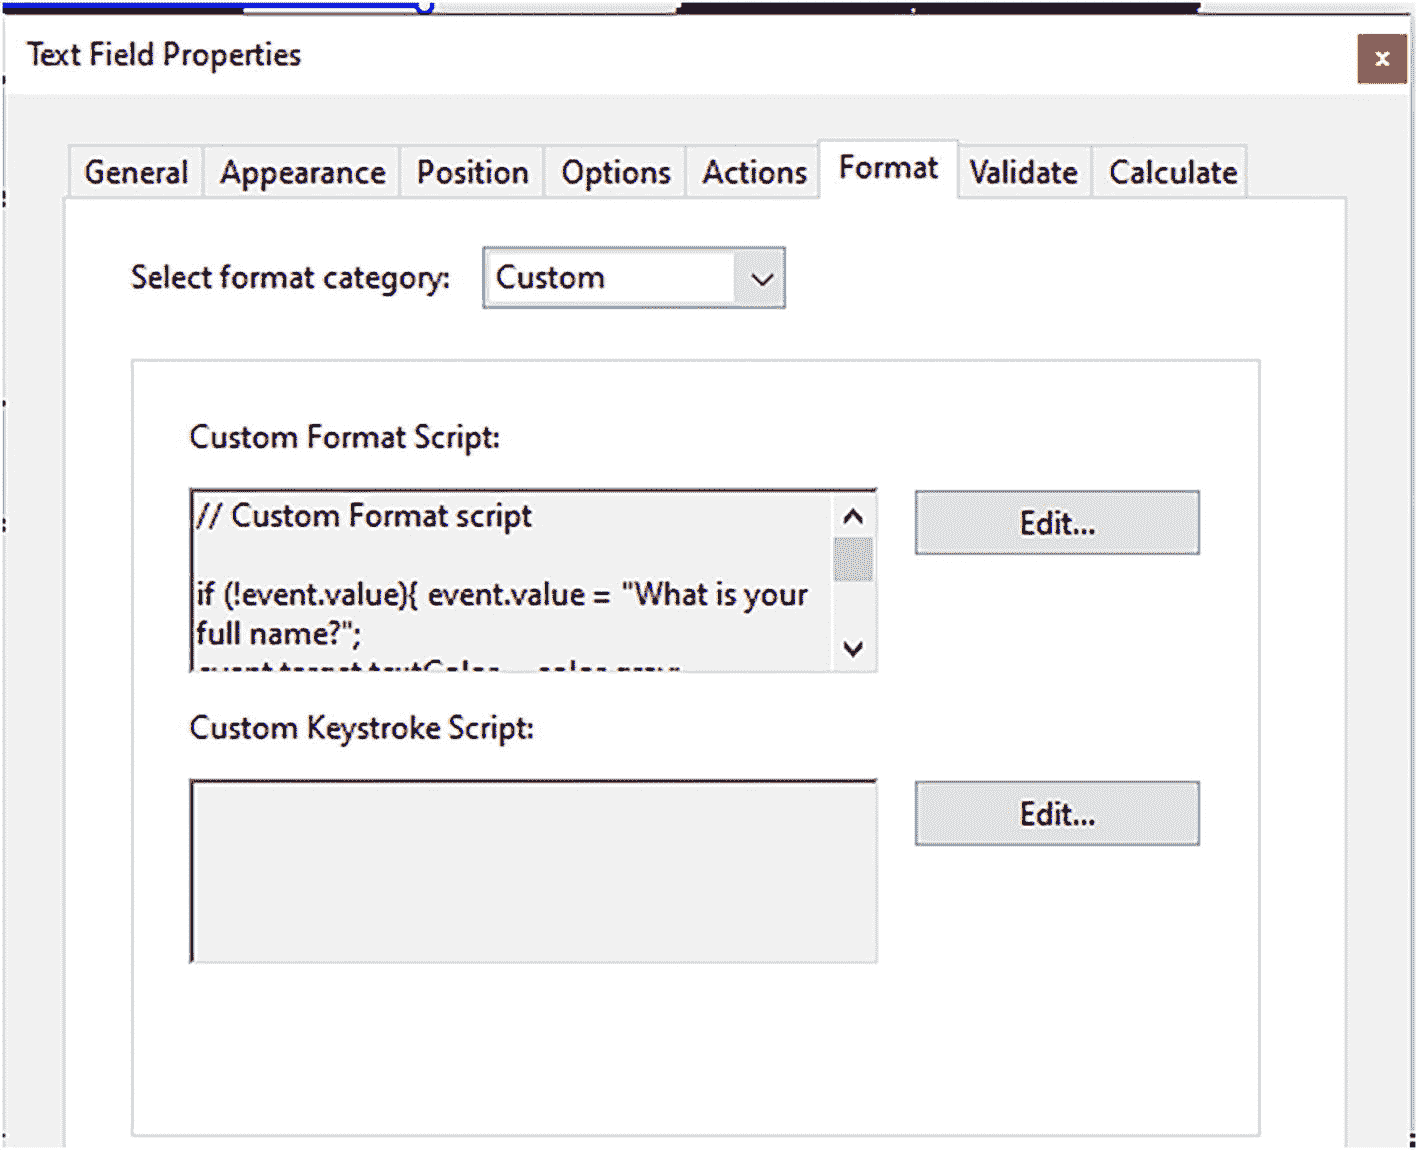 Text Field Properties
x
General Appearance Position Options Actions Format Validate Calculate
Select format category: Custom
Custom Format Script:
// Custom Format script
Edit...
if (!event.value){ event.value = "What is your
full name?";
Custom Keystroke Script:
Edit...